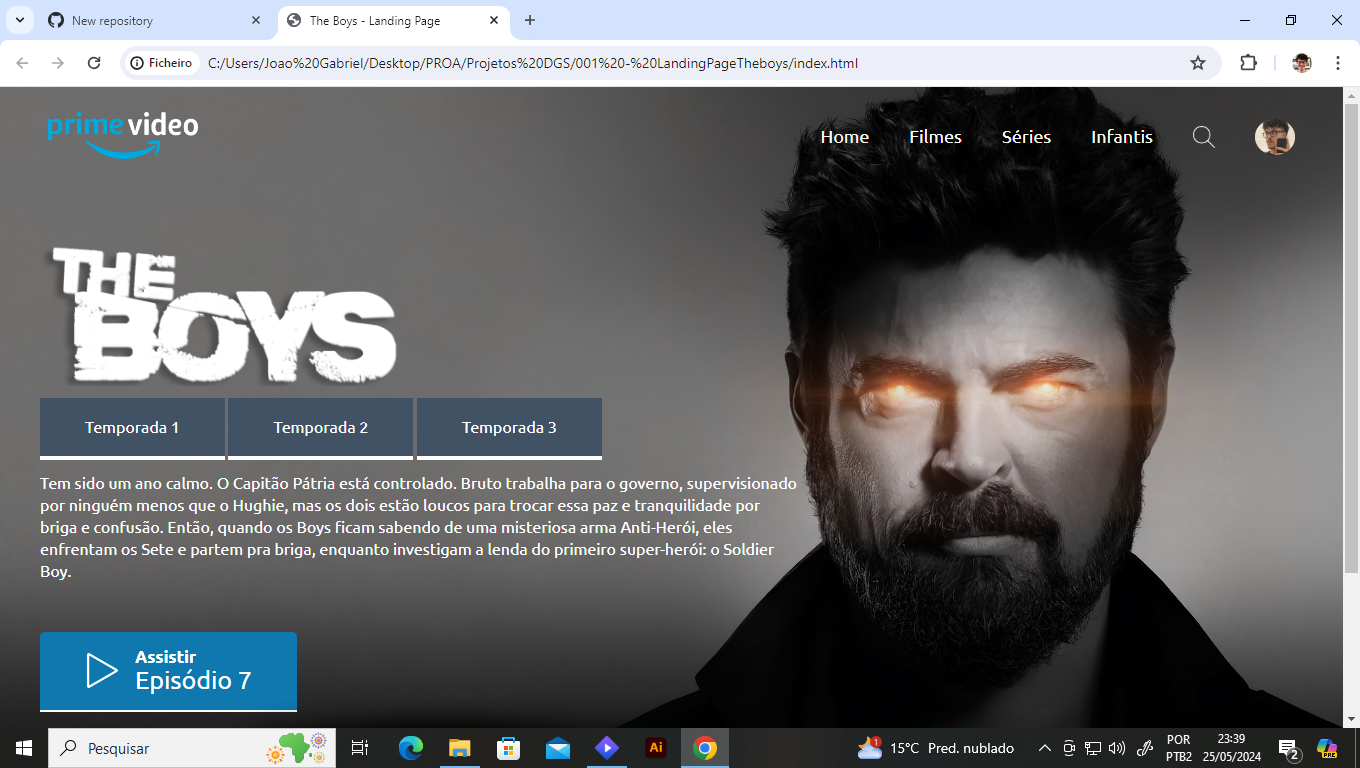 New repository
The Boys - Landing Page
Ficheiro
C:/Users/Joao%20Gabriel/Desktop/PROA/Projetos%20DGS/001%20-%20LandingPageTheboys/index.html
prime video
Home
Filmes
Séries
Infantis
THE
BOYS
Temporada 1
Temporada 2
Temporada 3
Tem sido um ano calmo. O Capitão Pátria está controlado. Bruto trabalha para o governo, supervisionado
por ninguém menos que o Hughie, mas os dois estão loucos para trocar essa paz e tranquilidade por
briga e confusão. Então, quando os Boys ficam sabendo de uma misteriosa arma Anti-Herói, eles
enfrentam os Sete e partem pra briga, enquanto investigam a lenda do primeiro super-herói: o Soldier
Boy.
Assistir
Episódio 7
Pesquisar
Ai
1
15°C Pred. nublado
POR
PTB2
23:39
25/05/2024
2
PRE